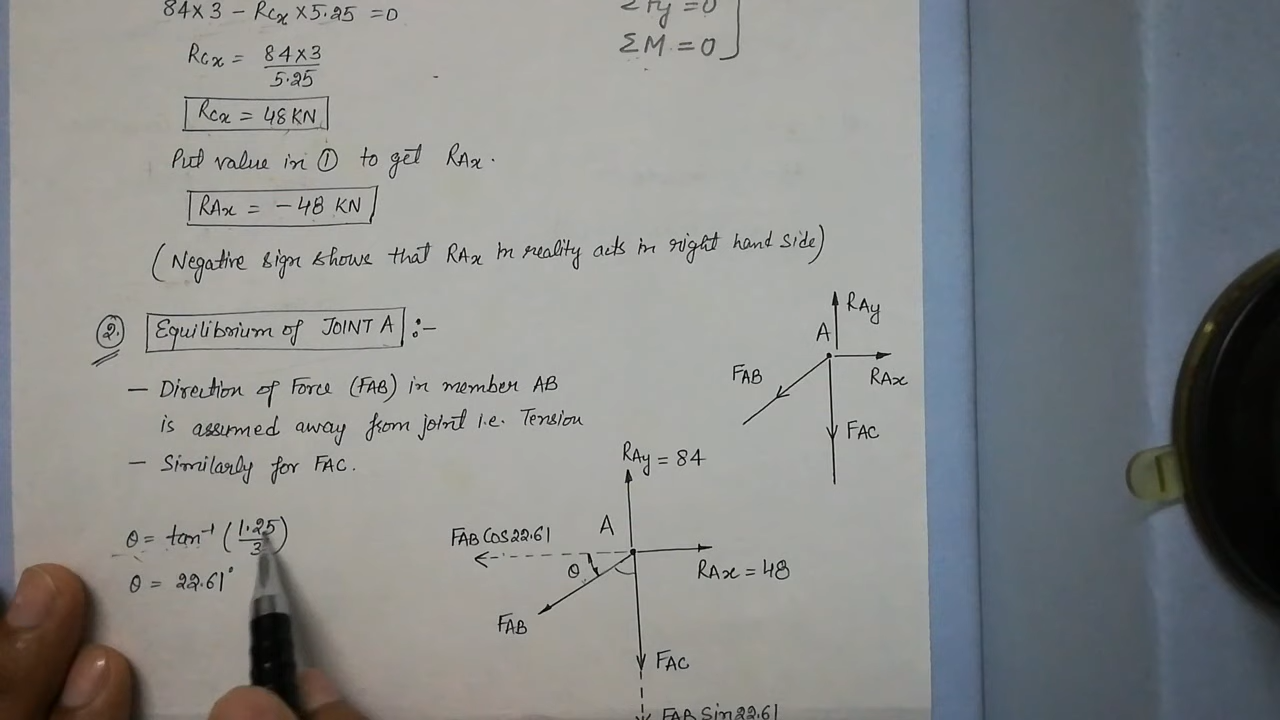 84×3 – RCx ×5.25 =0
ΣFy =0
ΣM =0
RCx = 84×3
5.25
RCx = 48 KN
Put value in ① to get RAx.
RAx = –48 KN
(Negative sign shows that RAx in reality acts in right hand side)
2. Equilibrium of JOINT A :–
– Direction of Force (FAB) in member AB
is assumed away from joint i.e. Tension
– Similarly for FAC.
θ = tan⁻¹ (1.25/3)
θ = 22.61°
RAy
A
RAx
FAB
FAC
RAy = 84
A
FAB COS22.61
RAx = 48
θ
FAB
FAC
FAB Sin22.61